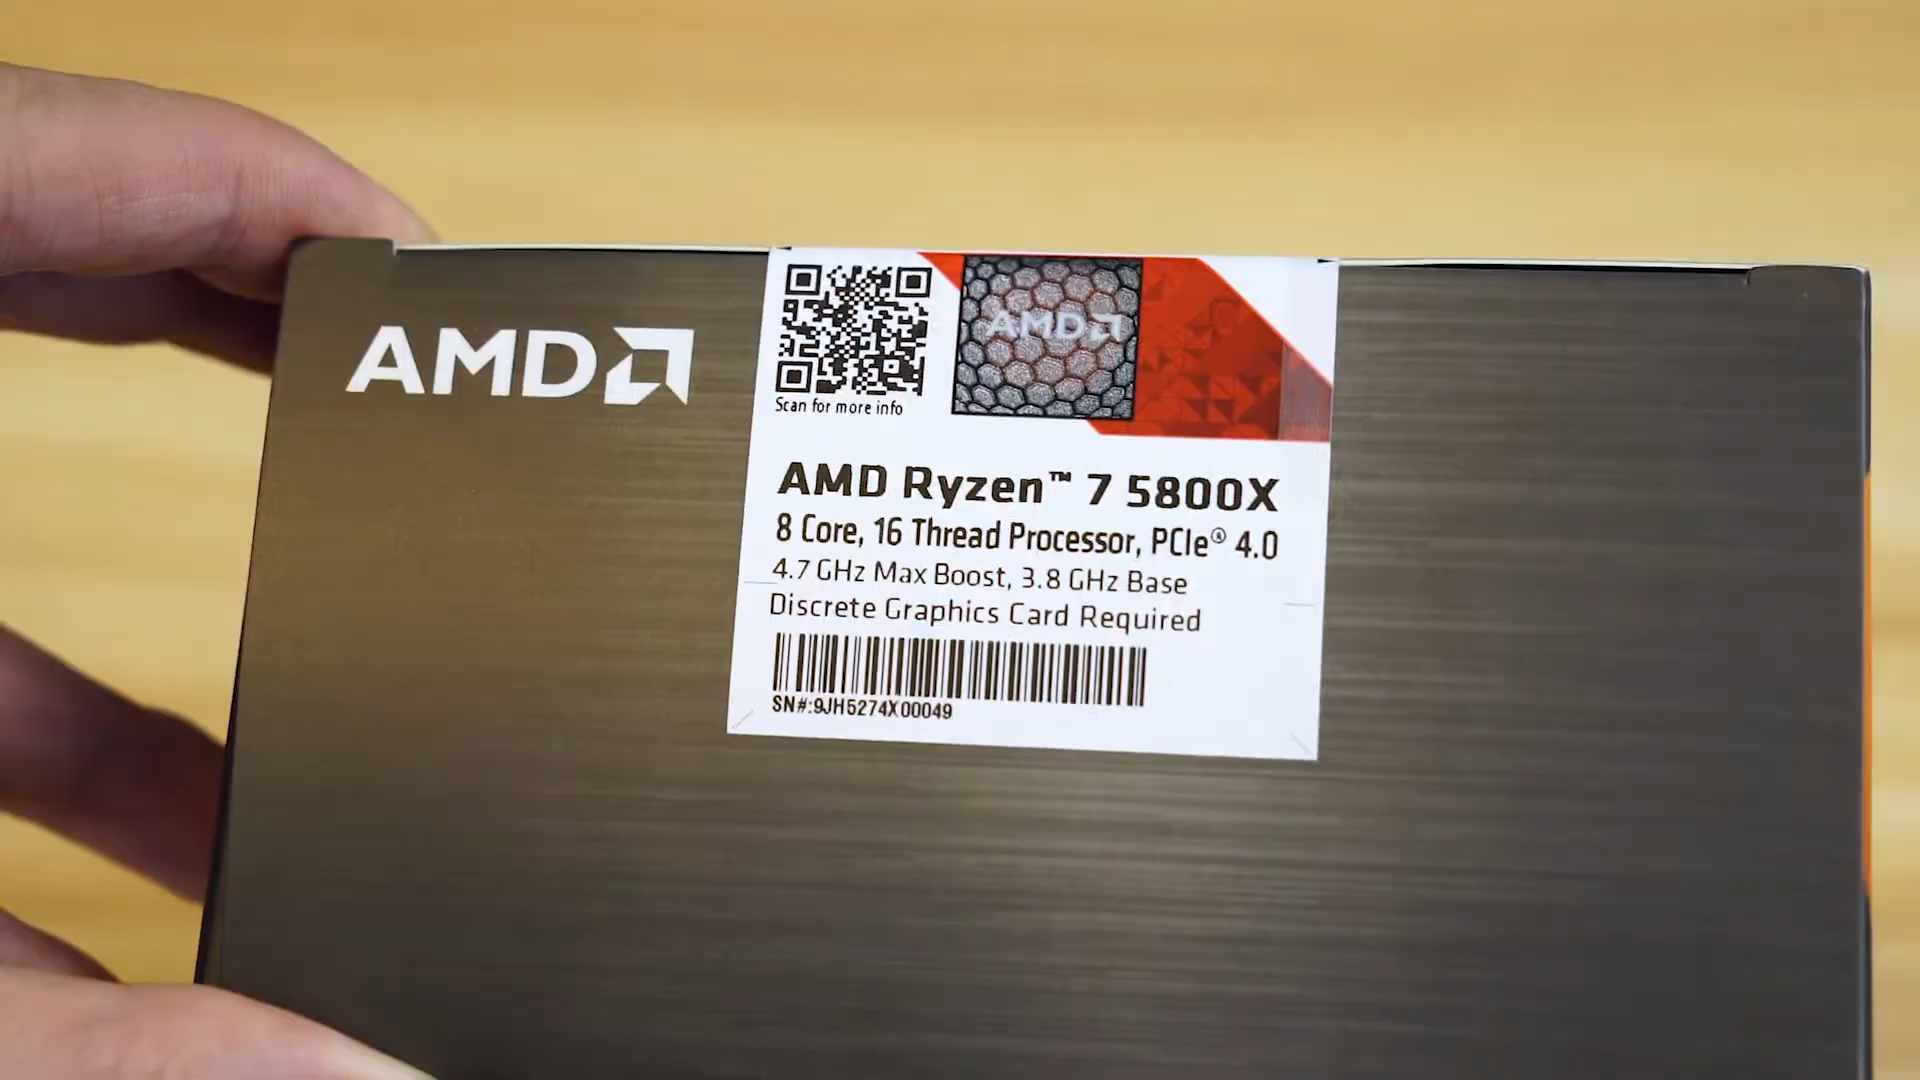 AMD
Scan for more info
AMD
AMD Ryzen™ 7 5800X
8 Core, 16 Thread Processor, PCIe® 4.0
4.7 GHz Max Boost, 3.8 GHz Base
Discrete Graphics Card Required
SN#:9JH5274X00049